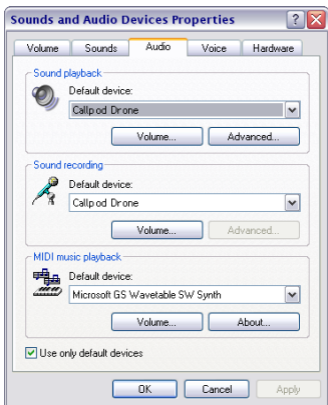 Sounds and Audio Devices Properties
Volume Sounds Audio Voice Hardware
Sound playback
Default device:
Callpod Drone
Volume... Advanced...
Sound recording
Default device:
Callpod Drone
Volume... Advanced...
MIDI music playback
Default device:
Microsoft GS Wavetable SW Synth
Volume... About...
Use only default devices
OK Cancel Apply